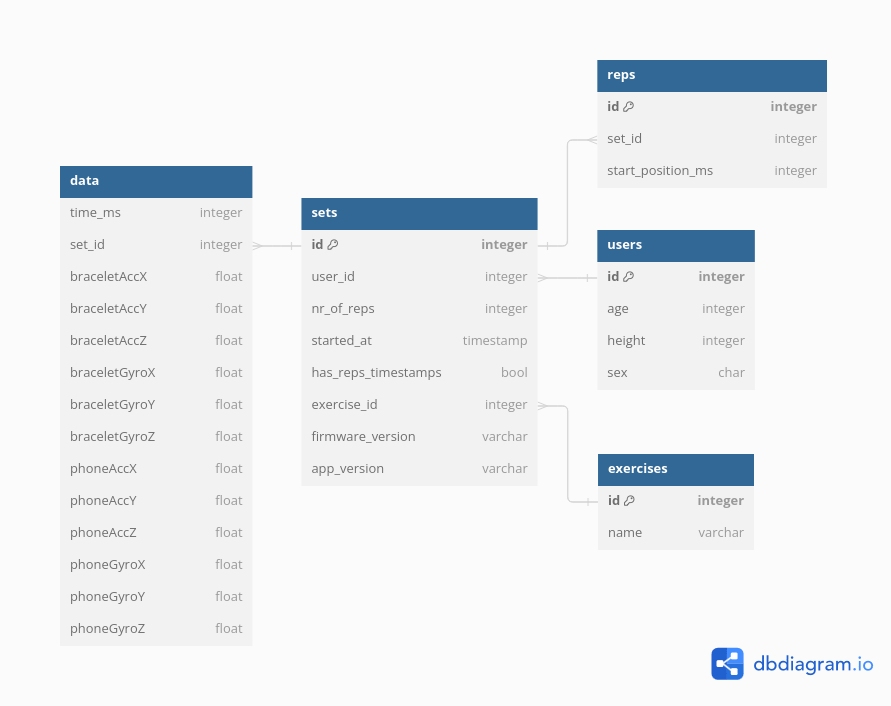 data
time_ms integer
set_id integer
braceletAccX float
braceletAccY float
braceletAccZ float
braceletGyroX float
braceletGyroY float
braceletGyroZ float
phoneAccX float
phoneAccY float
phoneAccZ float
phoneGyroX float
phoneGyroY float
phoneGyroZ float
sets
id integer
user_id integer
nr_of_reps integer
started_at timestamp
has_reps_timestamps bool
exercise_id integer
firmware_version varchar
app_version varchar
reps
id integer
set_id integer
start_position_ms integer
users
id integer
age integer
height integer
sex char
exercises
id integer
name varchar
dbdiagram.io